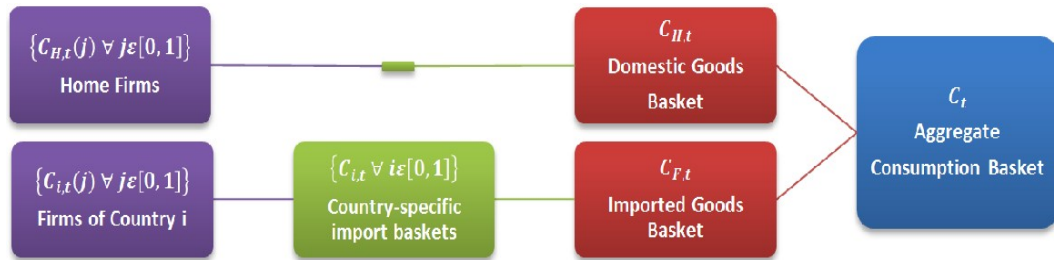 {C_{H,t}(j) ∀ jε[0,1]}
Home Firms
C_{H,t}
Domestic Goods
Basket
C_t
Aggregate
Consumption Basket
{C_{i,t}(j) ∀ jε[0,1]}
Firms of Country i
{C_{i,t} ∀ iε[0,1]}
Country-specific
import baskets
C_{F,t}
Imported Goods
Basket